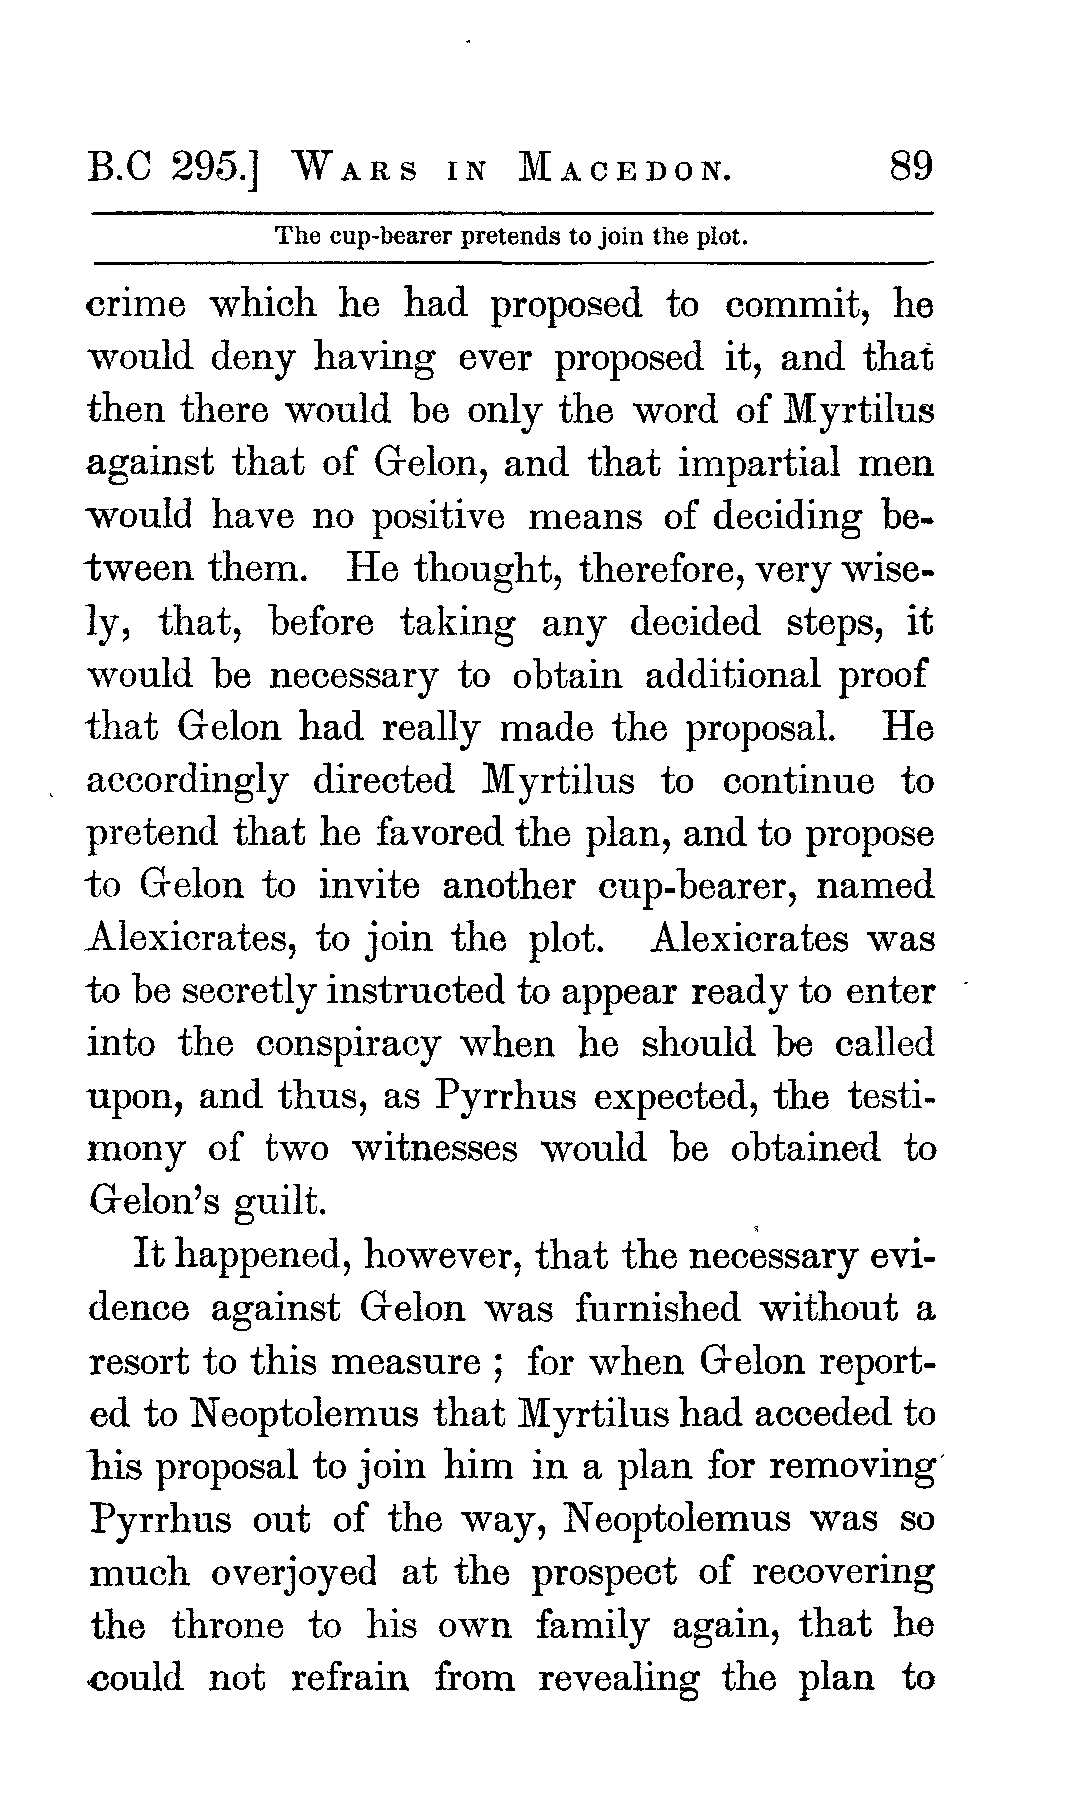 B.C 295.] WARS IN MACEDON. 89
The cup-bearer pretends to join the plot.
crime which he had proposed to commit, he
would deny having ever proposed it, and that
then there would be only the word of Myrtilus
against that of Gelon, and that impartial men
would have no positive means of deciding be-
tween them. He thought, therefore, very wise-
ly, that, before taking any decided steps, it
would be necessary to obtain additional proof
that Gelon had really made the proposal. He
accordingly directed Myrtilus to continue to
pretend that he favored the plan, and to propose
to Gelon to invite another cup-bearer, named
Alexicrates, to join the plot. Alexicrates was
to be secretly instructed to appear ready to enter
into the conspiracy when he should be called
upon, and thus, as Pyrrhus expected, the testi-
mony of two witnesses would be obtained to
Gelon's guilt.
It happened, however, that the necessary evi-
dence against Gelon was furnished without a
resort to this measure ; for when Gelon report-
ed to Neoptolemus that Myrtilus had acceded to
his proposal to join him in a plan for removing
Pyrrhus out of the way, Neoptolemus was so
much overjoyed at the prospect of recovering
the throne to his own family again, that he
could not refrain from revealing the plan to